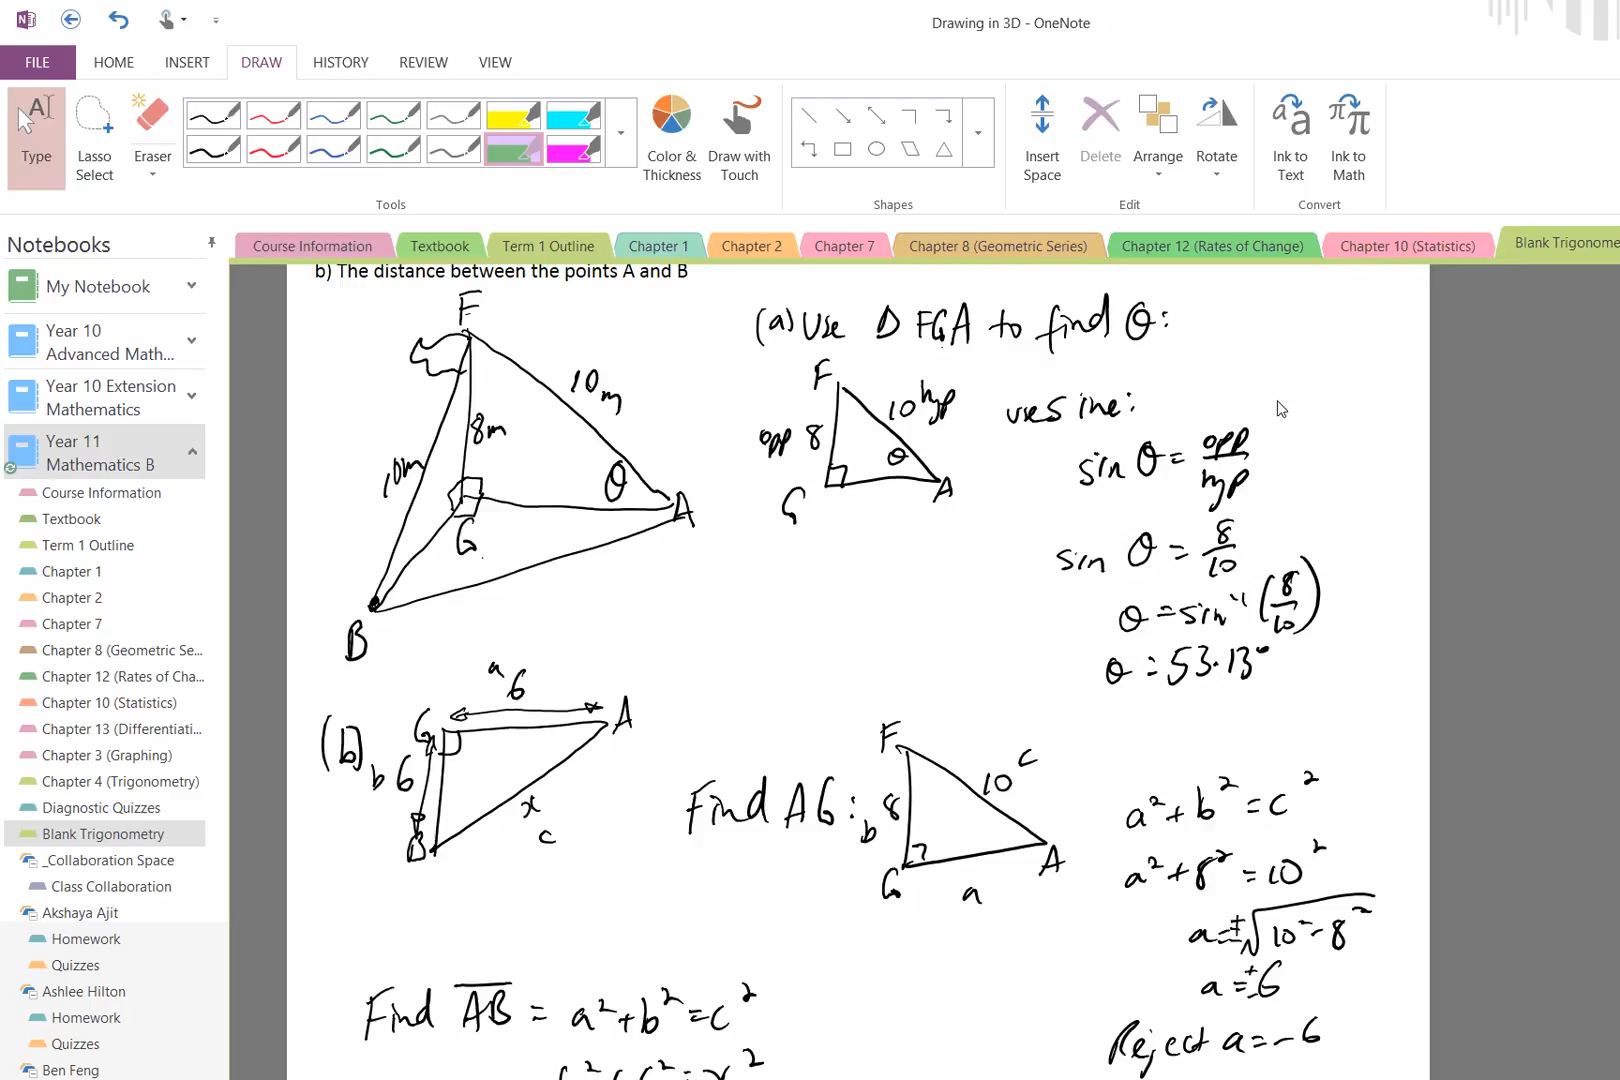 Drawing in 3D - OneNote
FILE HOME INSERT DRAW HISTORY REVIEW VIEW
Type
Lasso Select
Eraser
Color & Thickness
Draw with Touch
Insert Space
Delete
Arrange
Rotate
Ink to Text
Ink to Math
Tools
Shapes
Edit
Convert
Notebooks
Course Information
Textbook
Term 1 Outline
Chapter 1
Chapter 2
Chapter 7
Chapter 8 (Geometric Series)
Chapter 12 (Rates of Change)
Chapter 10 (Statistics)
Blank Trigonome
My Notebook
Year 10
Advanced Math...
Year 10 Extension
Mathematics
Year 11
Mathematics B
Course Information
Textbook
Term 1 Outline
Chapter 1
Chapter 2
Chapter 7
Chapter 8 (Geometric Se...
Chapter 12 (Rates of Cha...
Chapter 10 (Statistics)
Chapter 13 (Differentiati...
Chapter 3 (Graphing)
Chapter 4 (Trigonometry)
Diagnostic Quizzes
Blank Trigonometry
_Collaboration Space
Class Collaboration
Akshaya Ajit
Homework
Quizzes
Ashlee Hilton
Homework
Quizzes
Ben Feng
b) The distance between the points A and B
F
10m
8m
10m
θ
A
G
B
(a) Use Δ FGA to find θ:
F
10 hyp
opp 8
θ
G
A
use sine:
sin θ = opp/hyp
sin θ = 8/10
θ = sin⁻¹ (8/10)
θ = 53.13°
(b)
a 6
G
A
b 6
x
c
B
Find AG:
F
10 c
8
b
G
a
A
a² + b² = c²
a² + 8² = 10²
a = ±√10² - 8²
a = ±6
Reject a = -6
Find AB = a² + b² = c²